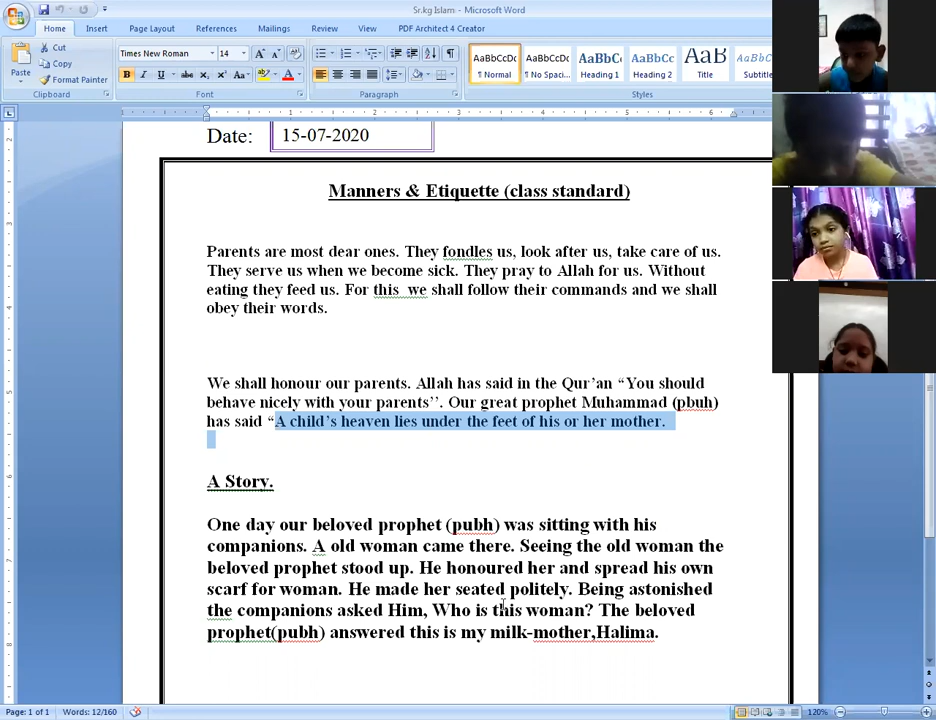 Sr.kg Islam - Microsoft Word
Home Insert Page Layout References Mailings Review View PDF Architect 4 Creator
Paste
Cut
Copy
Format Painter
Clipboard
Times New Roman 14
B I U abc x₂ x² Aa
Font
Paragraph
AaBbCcDc AaBbCcDc AaBbC AaBbCc AaB AaBbCc
¶ Normal ¶ No Spaci... Heading 1 Heading 2 Title Subtitle
Styles
Date: 15-07-2020
Manners & Etiquette (class standard)
Parents are most dear ones. They fondles us, look after us, take care of us.
They serve us when we become sick. They pray to Allah for us. Without
eating they feed us. For this we shall follow their commands and we shall
obey their words.
We shall honour our parents. Allah has said in the Qur’an “You should
behave nicely with your parents’’. Our great prophet Muhammad (pbuh)
has said “A child’s heaven lies under the feet of his or her mother.
A Story.
One day our beloved prophet (pubh) was sitting with his
companions. A old woman came there. Seeing the old woman the
beloved prophet stood up. He honoured her and spread his own
scarf for woman. He made her seated politely. Being astonished
the companions asked Him, Who is this woman? The beloved
prophet(pubh) answered this is my milk-mother,Halima.
Page: 1 of 1 Words: 12/160 120%